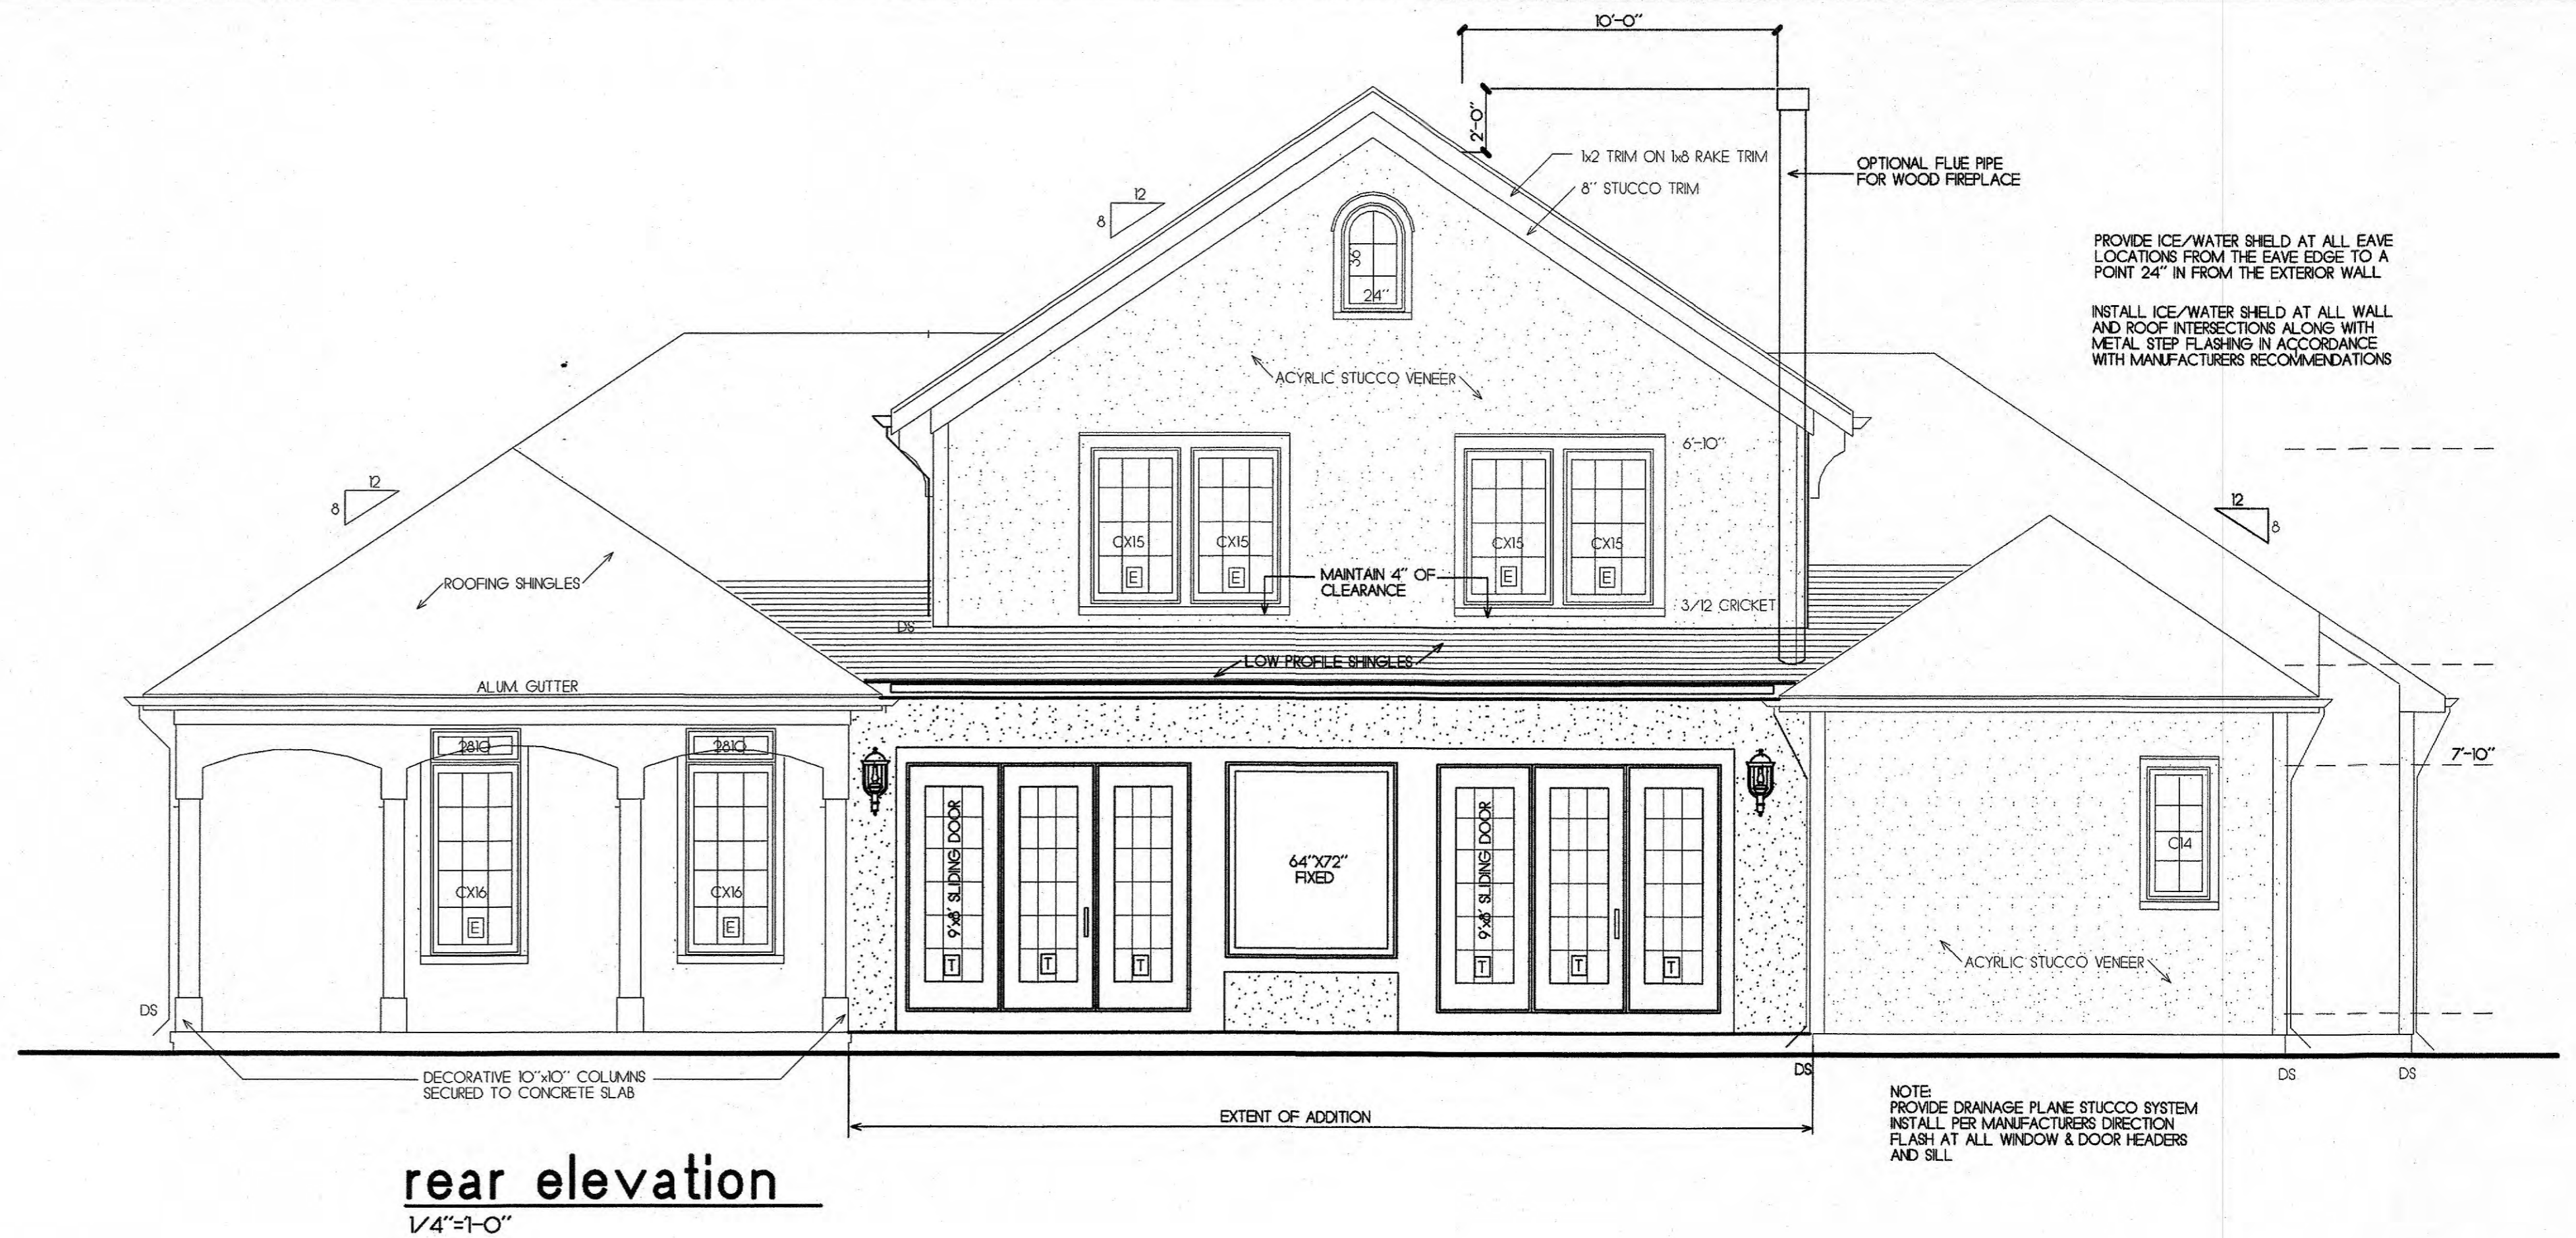 10'-0"
2'-0"
1x2 TRIM ON 1x8 RAKE TRIM
8" STUCCO TRIM
OPTIONAL FLUE PIPE
FOR WOOD FIREPLACE
12
8
36
24"
PROVIDE ICE/WATER SHIELD AT ALL EAVE
LOCATIONS FROM THE EAVE EDGE TO A
POINT 24" IN FROM THE EXTERIOR WALL
INSTALL ICE/WATER SHIELD AT ALL WALL
AND ROOF INTERSECTIONS ALONG WITH
METAL STEP FLASHING IN ACCORDANCE
WITH MANUFACTURERS RECOMMENDATIONS
ACYRLIC STUCCO VENEER
6'-10"
12
8
12
8
CX15
CX15
CX15
CX15
E
E
E
E
ROOFING SHINGLES
MAINTAIN 4" OF
CLEARANCE
3/12 CRICKET
DS
LOW PROFILE SHINGLES
ALUM. GUTTER
2810
2810
7'-10"
9'x8' SLIDING DOOR
64"X72"
FIXED
9'x8' SLIDING DOOR
C14
CX16
CX16
E
E
T
T
T
T
T
T
ACYRLIC STUCCO VENEER
DS
DS
DS
DS
DECORATIVE 10"x10" COLUMNS
SECURED TO CONCRETE SLAB
EXTENT OF ADDITION
NOTE:
PROVIDE DRAINAGE PLANE STUCCO SYSTEM
INSTALL PER MANUFACTURERS DIRECTION
FLASH AT ALL WINDOW & DOOR HEADERS
AND SILL
rear elevation
1/4"=1-0"